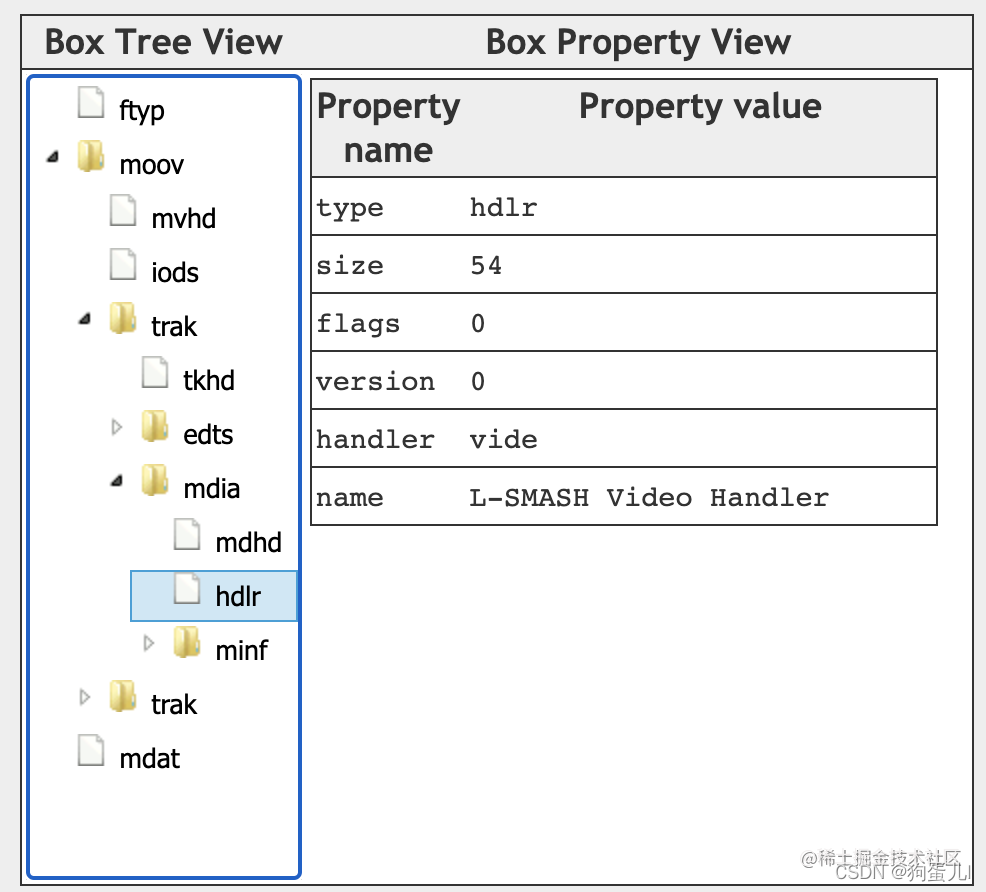 Box Tree View
Box Property View
ftyp
moov
mvhd
iods
trak
tkhd
edts
mdia
mdhd
hdlr
minf
trak
mdat
Property name
Property value
type hdlr
size 54
flags 0
version 0
handler vide
name L-SMASH Video Handler
@稀土掘金技术社区
CSDN @狗蛋儿l